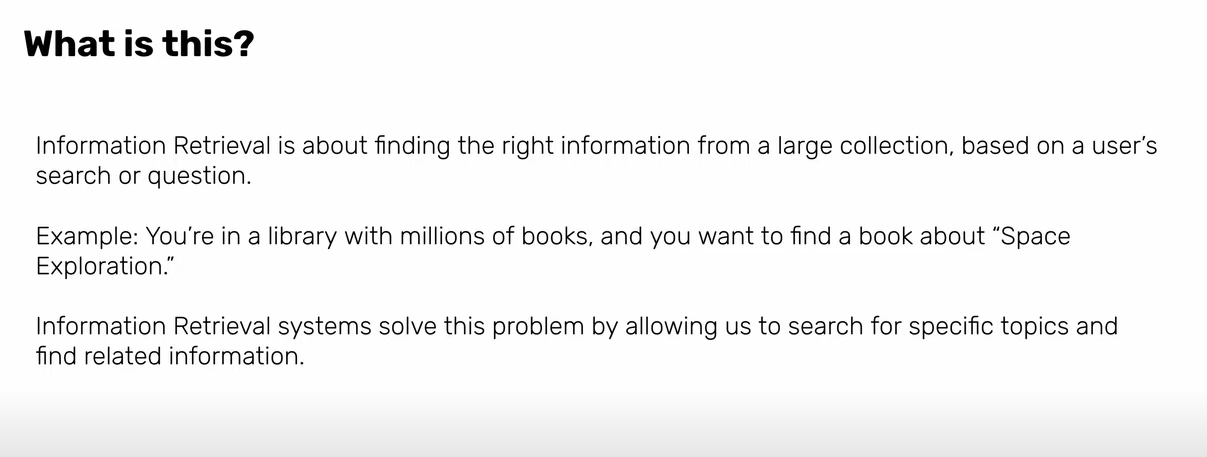 What is this?
Information Retrieval is about finding the right information from a large collection, based on a user’s
search or question.
Example: You’re in a library with millions of books, and you want to find a book about “Space
Exploration.”
Information Retrieval systems solve this problem by allowing us to search for specific topics and
find related information.